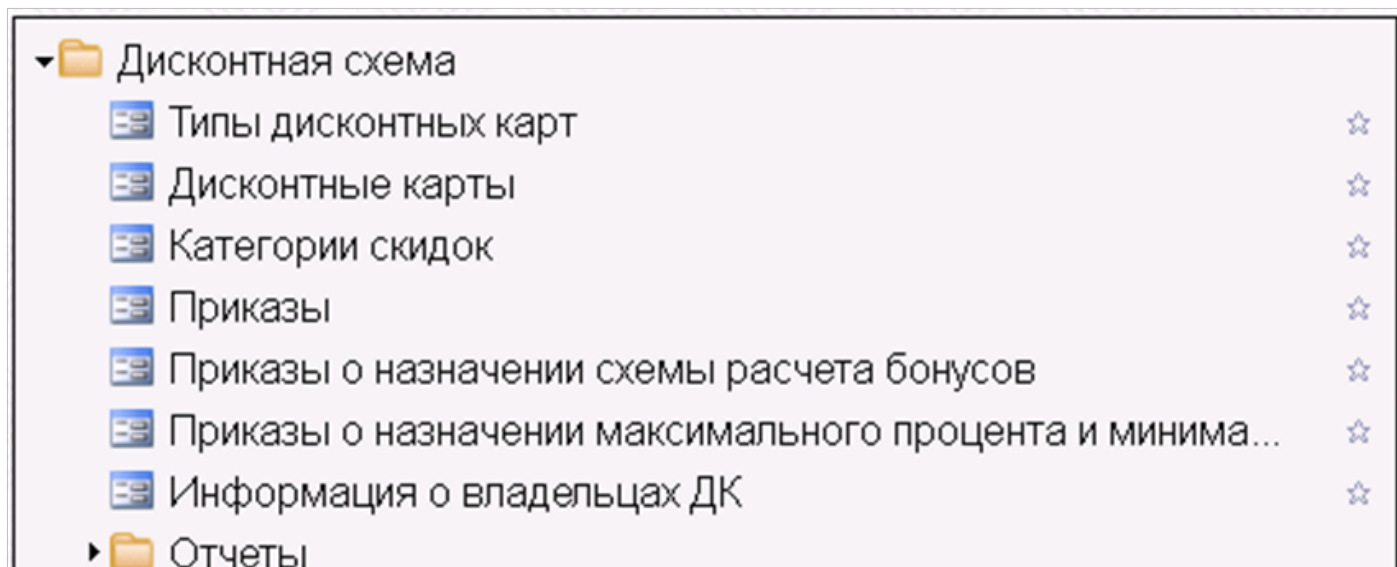 Дисконтная схема
Типы дисконтных карт
Дисконтные карты
Категории скидок
Приказы
Приказы о назначении схемы расчета бонусов
Приказы о назначении максимального процента и минима...
Информация о владельцах ДК
Отчеты